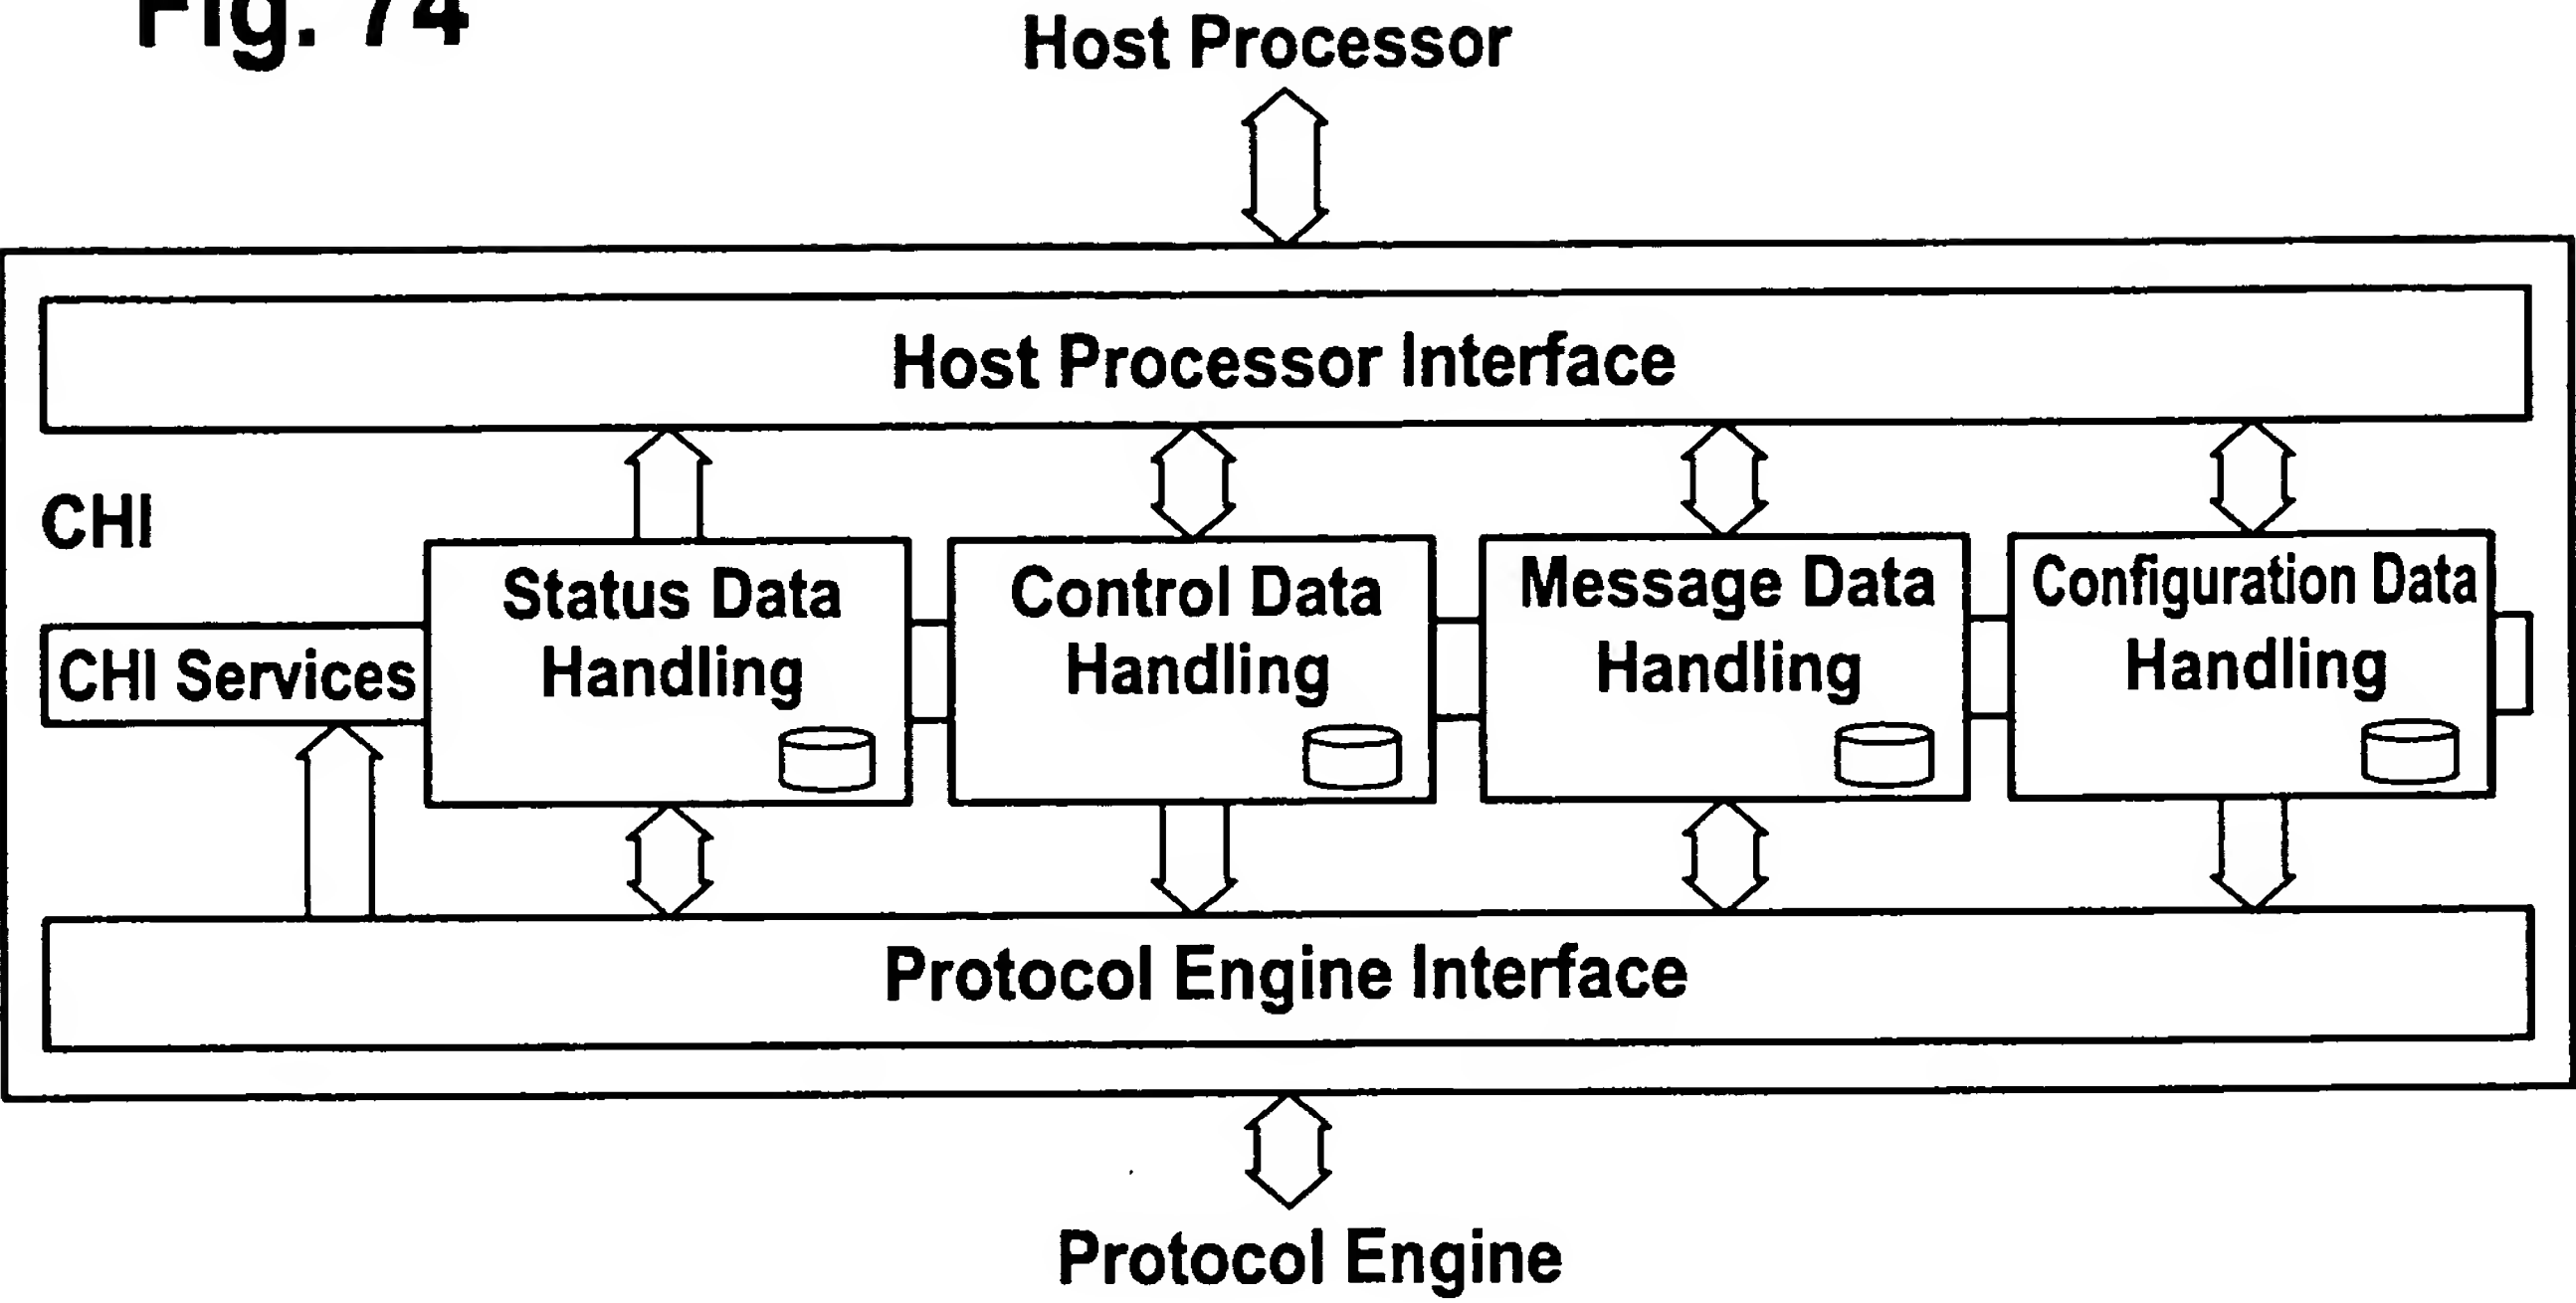 Fig. 74
Host Processor
Host Processor Interface
CHI
Status Data
Handling
Control Data
Handling
Message Data
Handling
Configuration Data
Handling
CHI Services
Protocol Engine Interface
Protocol Engine